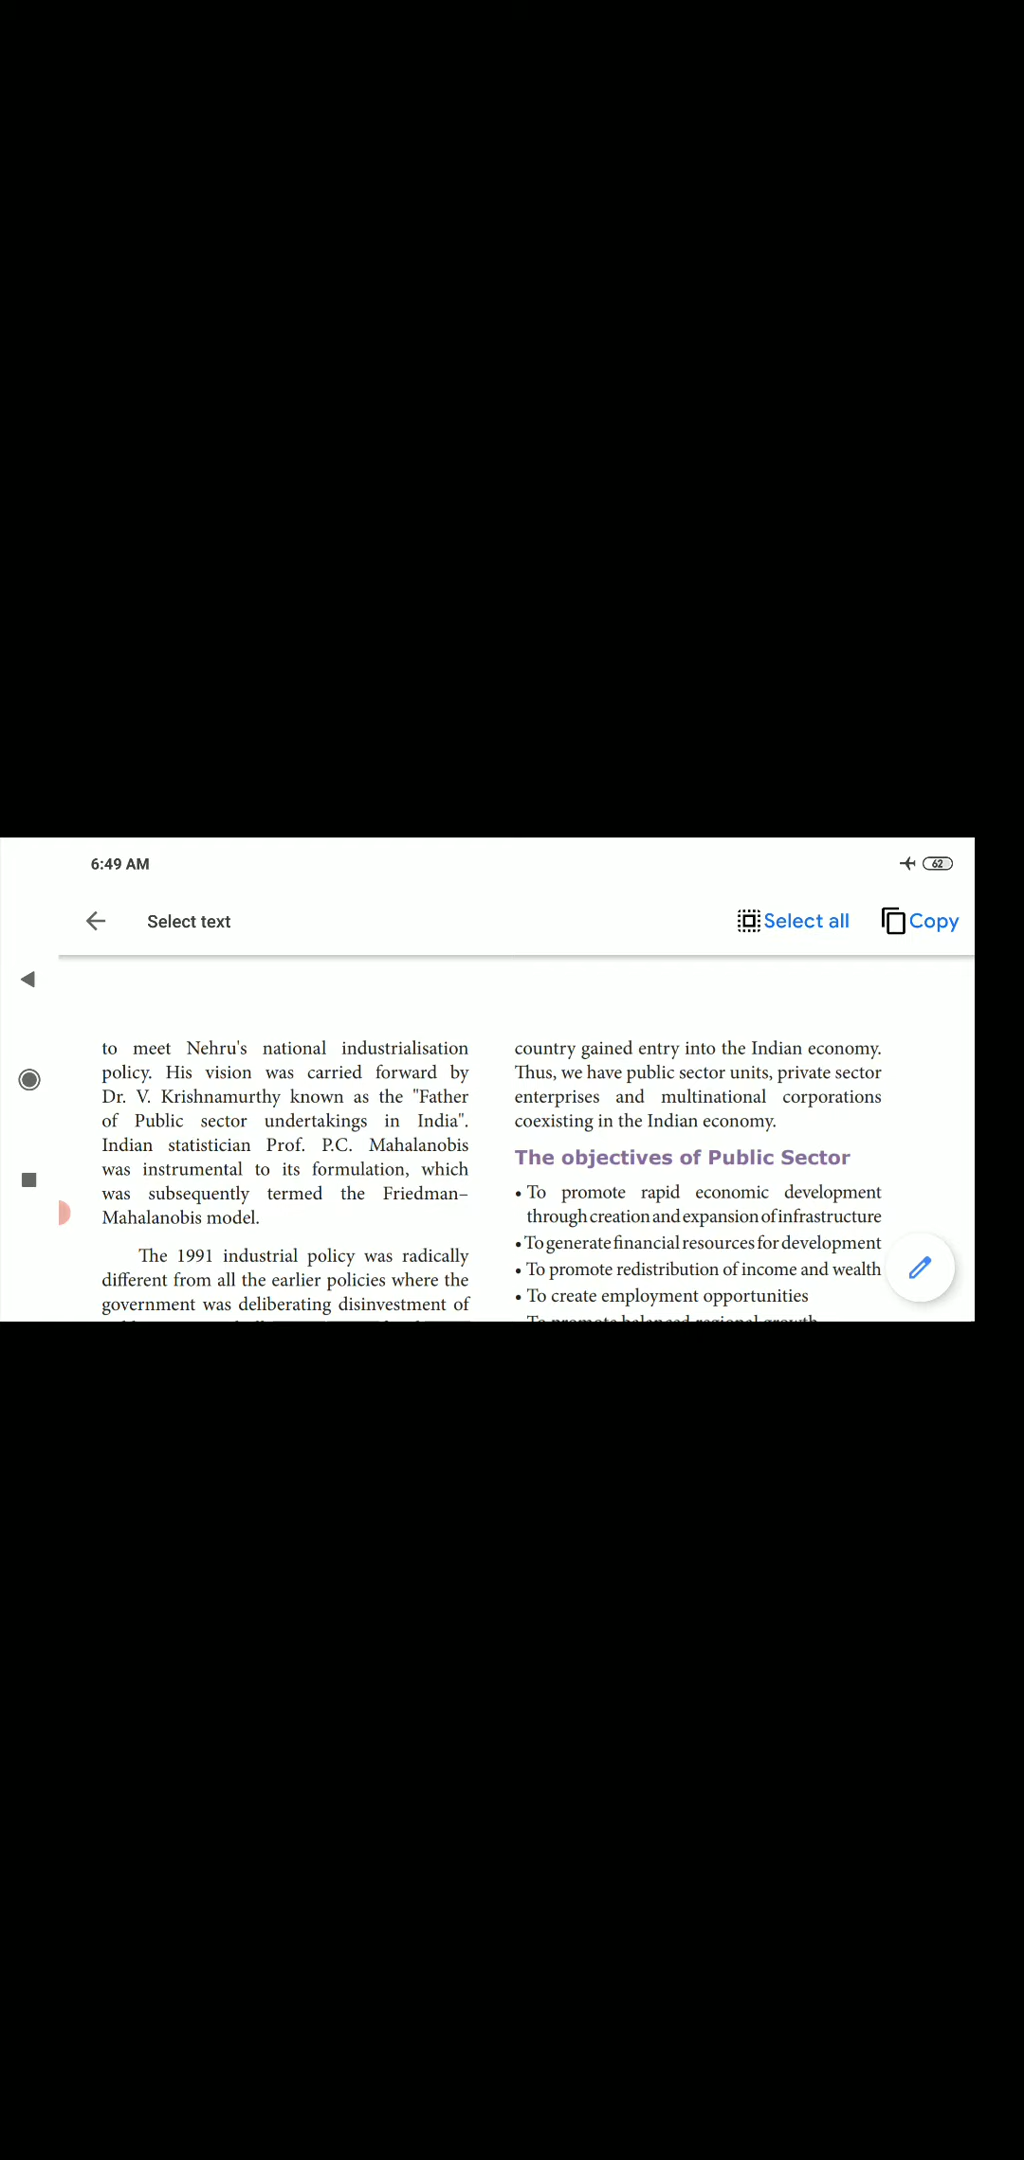 6:49 AM
62
Select text
Select all
Copy
to meet Nehru's national industrialisation
policy. His vision was carried forward by
Dr. V. Krishnamurthy known as the "Father
of Public sector undertakings in India".
Indian statistician Prof. P.C. Mahalanobis
was instrumental to its formulation, which
was subsequently termed the Friedman–
Mahalanobis model.
The 1991 industrial policy was radically
different from all the earlier policies where the
government was deliberating disinvestment of
country gained entry into the Indian economy.
Thus, we have public sector units, private sector
enterprises and multinational corporations
coexisting in the Indian economy.
The objectives of Public Sector
• To promote rapid economic development
through creation and expansion of infrastructure
• To generate financial resources for development
• To promote redistribution of income and wealth
• To create employment opportunities
To promote balanced regional growth